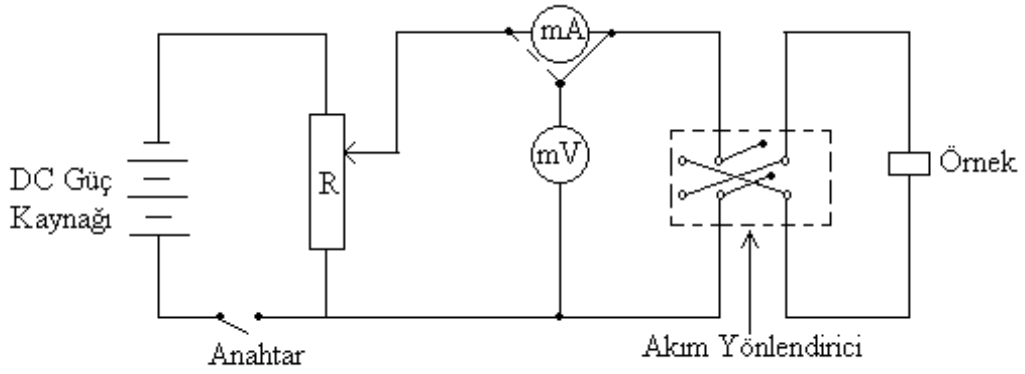 mA
DC Güç
Kaynağı
R
mV
Örnek
Anahtar
Akım Yönlendirici